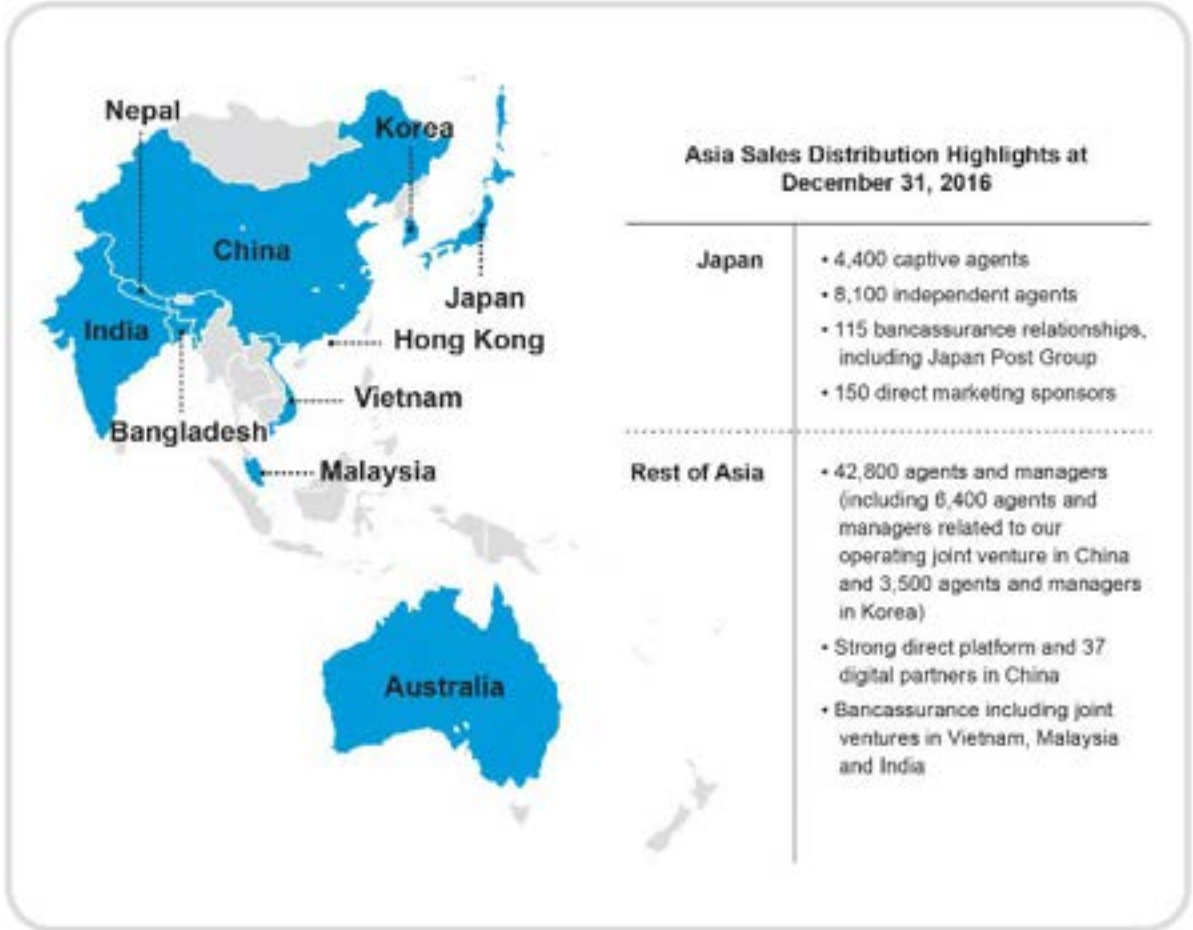 Nepal
Korea
China
Japan
India
Hong Kong
Vietnam
Bangladesh
Malaysia
Australia
Asia Sales Distribution Highlights at
December 31, 2016
Japan
• 4,400 captive agents
• 8,100 independent agents
• 115 bancassurance relationships,
including Japan Post Group
• 150 direct marketing sponsors
Rest of Asia
• 42,800 agents and managers
(including 6,400 agents and
managers related to our
operating joint venture in China
and 3,500 agents and managers
in Korea)
• Strong direct platform and 37
digital partners in China
• Bancassurance including joint
ventures in Vietnam, Malaysia
and India